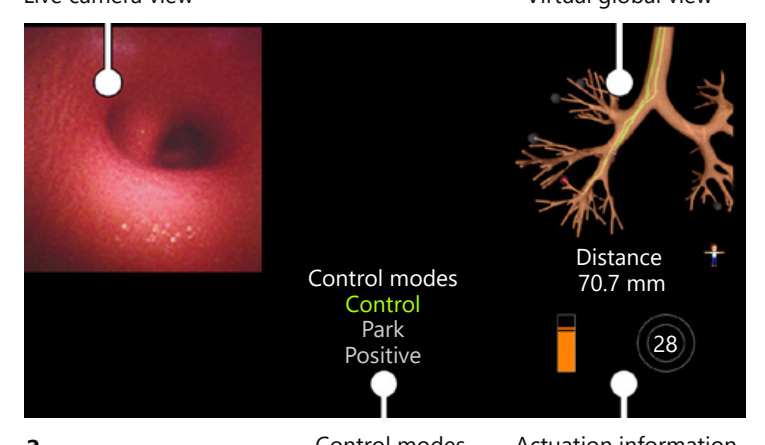 Live camera view
Virtual global view
Control modes
Control
Park
Positive
Distance
70.7 mm
28
a
Control modes
Actuation information